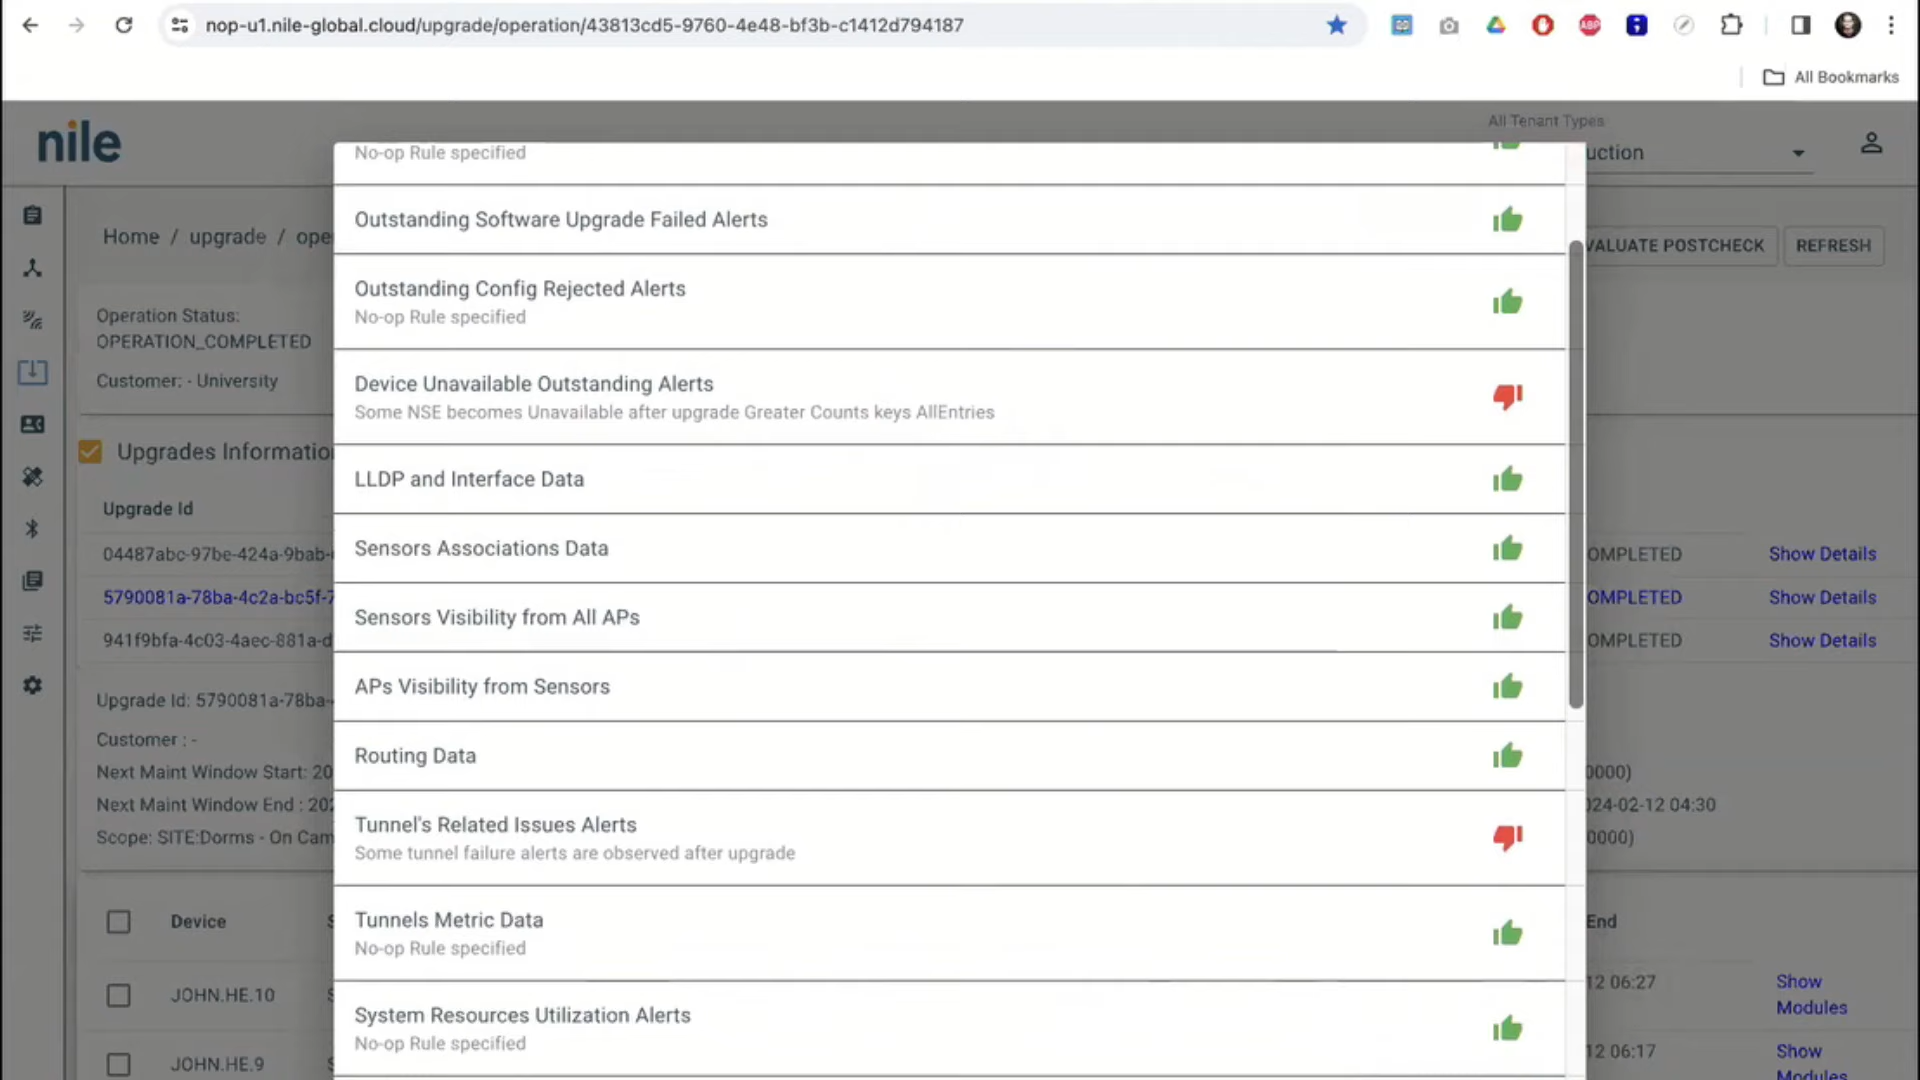 nop-u1.nile-global.cloud/upgrade/operation/43813cd5-9760-4e48-bf3b-c1412d794187
ABP
All Bookmarks
nile
All Tenant Types
uction
No-op Rule specified
Home / upgrade / ope
VALUATE POSTCHECK
REFRESH
Outstanding Software Upgrade Failed Alerts
Outstanding Config Rejected Alerts
No-op Rule specified
Operation Status:
OPERATION_COMPLETED
Customer: - University
Device Unavailable Outstanding Alerts
Some NSE becomes Unavailable after upgrade Greater Counts keys AllEntries
Upgrades Informatio
LLDP and Interface Data
Upgrade Id
Sensors Associations Data
04487abc-97be-424a-9bab-
OMPLETED
Show Details
5790081a-78ba-4c2a-bc5f-7
OMPLETED
Show Details
Sensors Visibility from All APs
941f9bfa-4c03-4aec-881a-d
OMPLETED
Show Details
APs Visibility from Sensors
Upgrade Id: 5790081a-78ba-
Customer : -
Routing Data
Next Maint Window Start: 20
0000)
Next Maint Window End : 202
024-02-12 04:30
Scope: SITE:Dorms - On Cam
0000)
Tunnel's Related Issues Alerts
Some tunnel failure alerts are observed after upgrade
Device
S
End
Tunnels Metric Data
No-op Rule specified
JOHN.HE.10
S
12 06:27
Show
Modules
System Resources Utilization Alerts
No-op Rule specified
JOHN.HE.9
S
12 06:17
Show
Modules